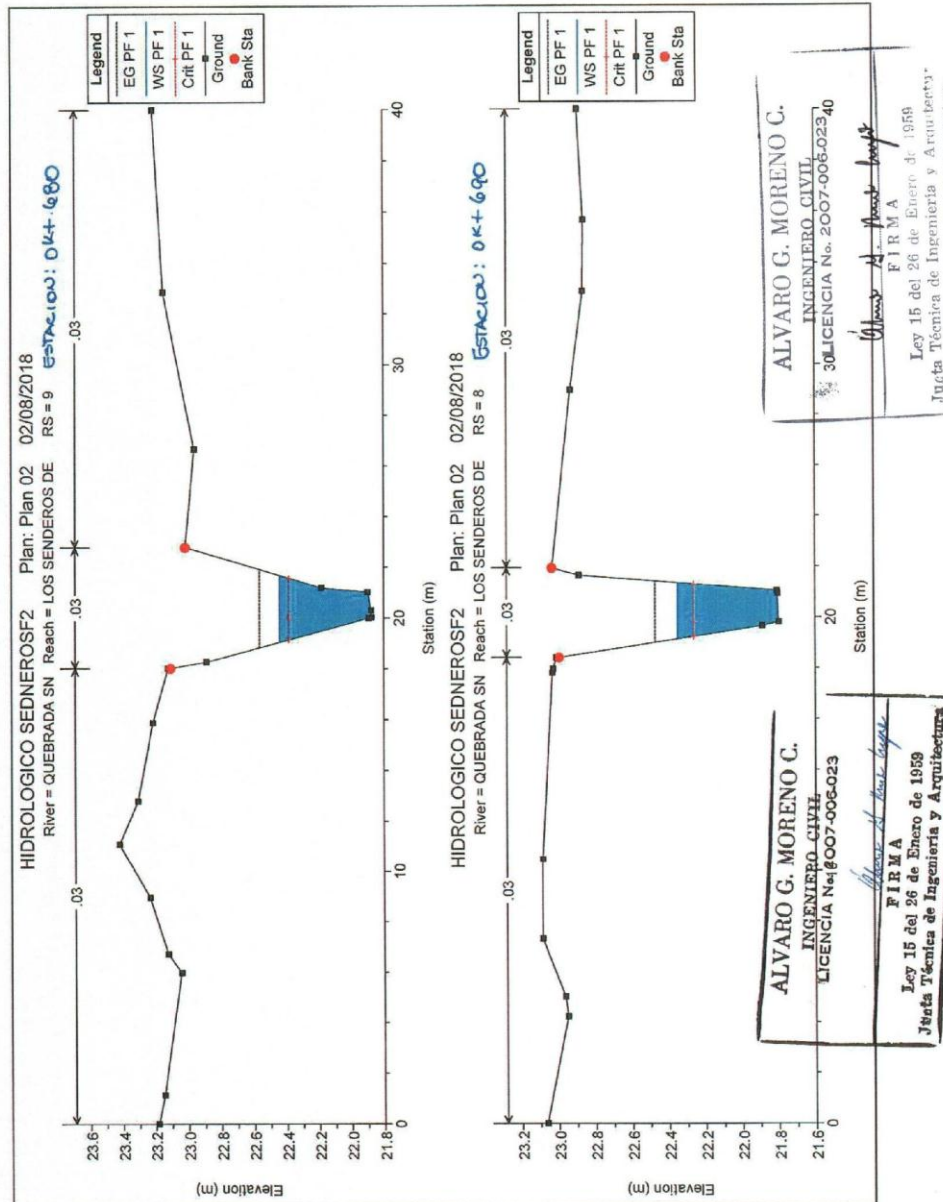 HIDROLOGICO SEDNEROSF2 Plan: Plan 02 02/08/2018
River = QUEBRADA SN Reach = LOS SENDEROS DE RS = 9 ESTACION: 0K+680
.03
.03
.03
Legend
EG PF 1
WS PF 1
Crit PF 1
Ground
Bank Sta
23.6
23.4
23.2
23.0
22.8
22.6
22.4
22.2
22.0
21.8
Elevation (m)
0
10
20
30
40
Station (m)
HIDROLOGICO SEDNEROSF2 Plan: Plan 02 02/08/2018
River = QUEBRADA SN Reach = LOS SENDEROS DE RS = 8 ESTACION: 0K+690
.03
.03
.03
Legend
EG PF 1
WS PF 1
Crit PF 1
Ground
Bank Sta
23.2
23.0
22.8
22.6
22.4
22.2
22.0
21.8
21.6
Elevation (m)
0
20
30
40
Station (m)
ALVARO G. MORENO C.
INGENIERO CIVIL
LICENCIA No. 2007-006-023
FIRMA
Ley 15 del 26 de Enero de 1959
Junta Técnica de Ingeniería y Arquitectura
ALVARO G. MORENO C.
INGENIERO CIVIL
LICENCIA No. 2007-006-023
FIRMA
Ley 15 del 26 de Enero de 1959
Junta Técnica de Ingeniería y Arquitectur